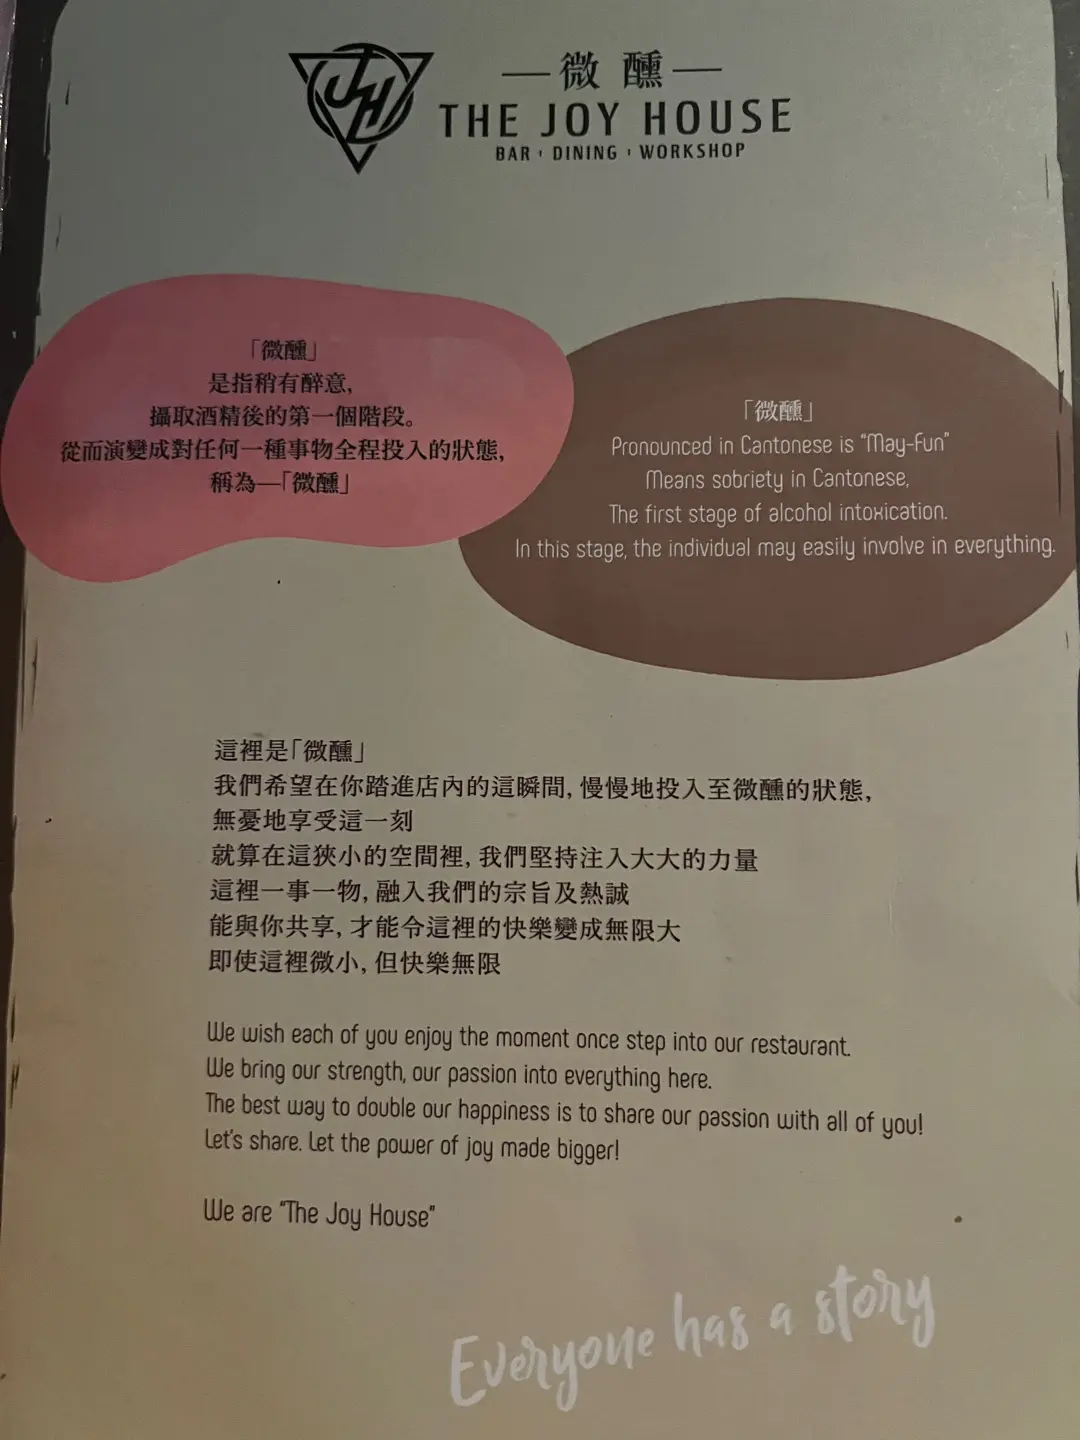 微醺
THE JOY HOUSE
BAR DINING WORKSHOP
「微醺」
是指稍有醉意,
攝取酒精後的第一個階段。
從而演變成對任何一種事物全程投入的狀態,
稱為—「微醺」
「微醺」
Pronounced in Cantonese is "May-Fun"
Means sobriety in Cantonese,
The first stage of alcohol intoxication.
In this stage, the individual may easily involve in everything.
這裡是「微醺」
我們希望在你踏進店內的這瞬間, 慢慢地投入至微醺的狀態,
無憂地享受這一刻
就算在這狹小的空間裡, 我們堅持注入大大的力量
這裡一事一物, 融入我們的宗旨及熱誠
能與你共享, 才能令這裡的快樂變成無限大
即使這裡微小, 但快樂無限
We wish each of you enjoy the moment once step into our restaurant.
We bring our strength, our passion into everything here.
The best way to double our happiness is to share our passion with all of you!
Let's share. Let the power of joy made bigger!
We are "The Joy House"
Everyone has a story